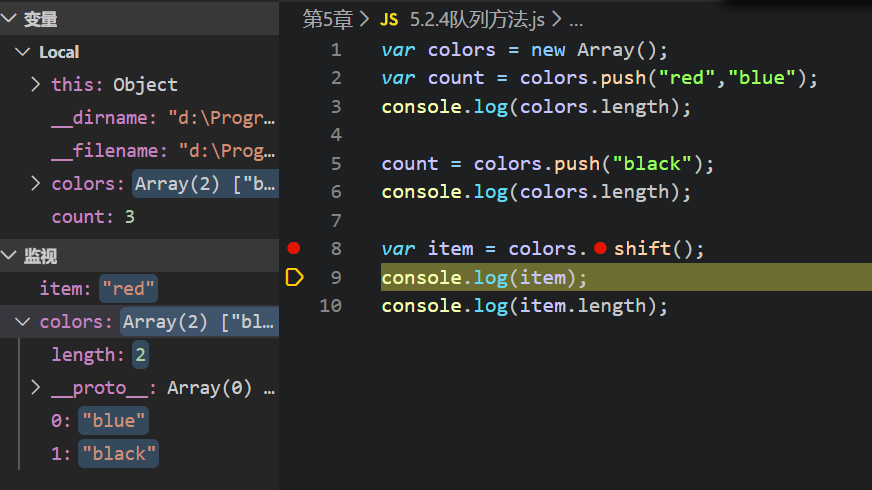 变量
Local
this: Object
__dirname: "d:\Progr…
__filename: "d:\Prog…
colors: Array(2) ["b…
count: 3
监视
item: "red"
colors: Array(2) ["bl…
length: 2
__proto__: Array(0) …
0: "blue"
1: "black"
第5章 > JS 5.2.4队列方法.js > ...
1 var colors = new Array();
2 var count = colors.push("red","blue");
3 console.log(colors.length);
4
5 count = colors.push("black");
6 console.log(colors.length);
7
8 var item = colors.shift();
9 console.log(item);
10 console.log(item.length);